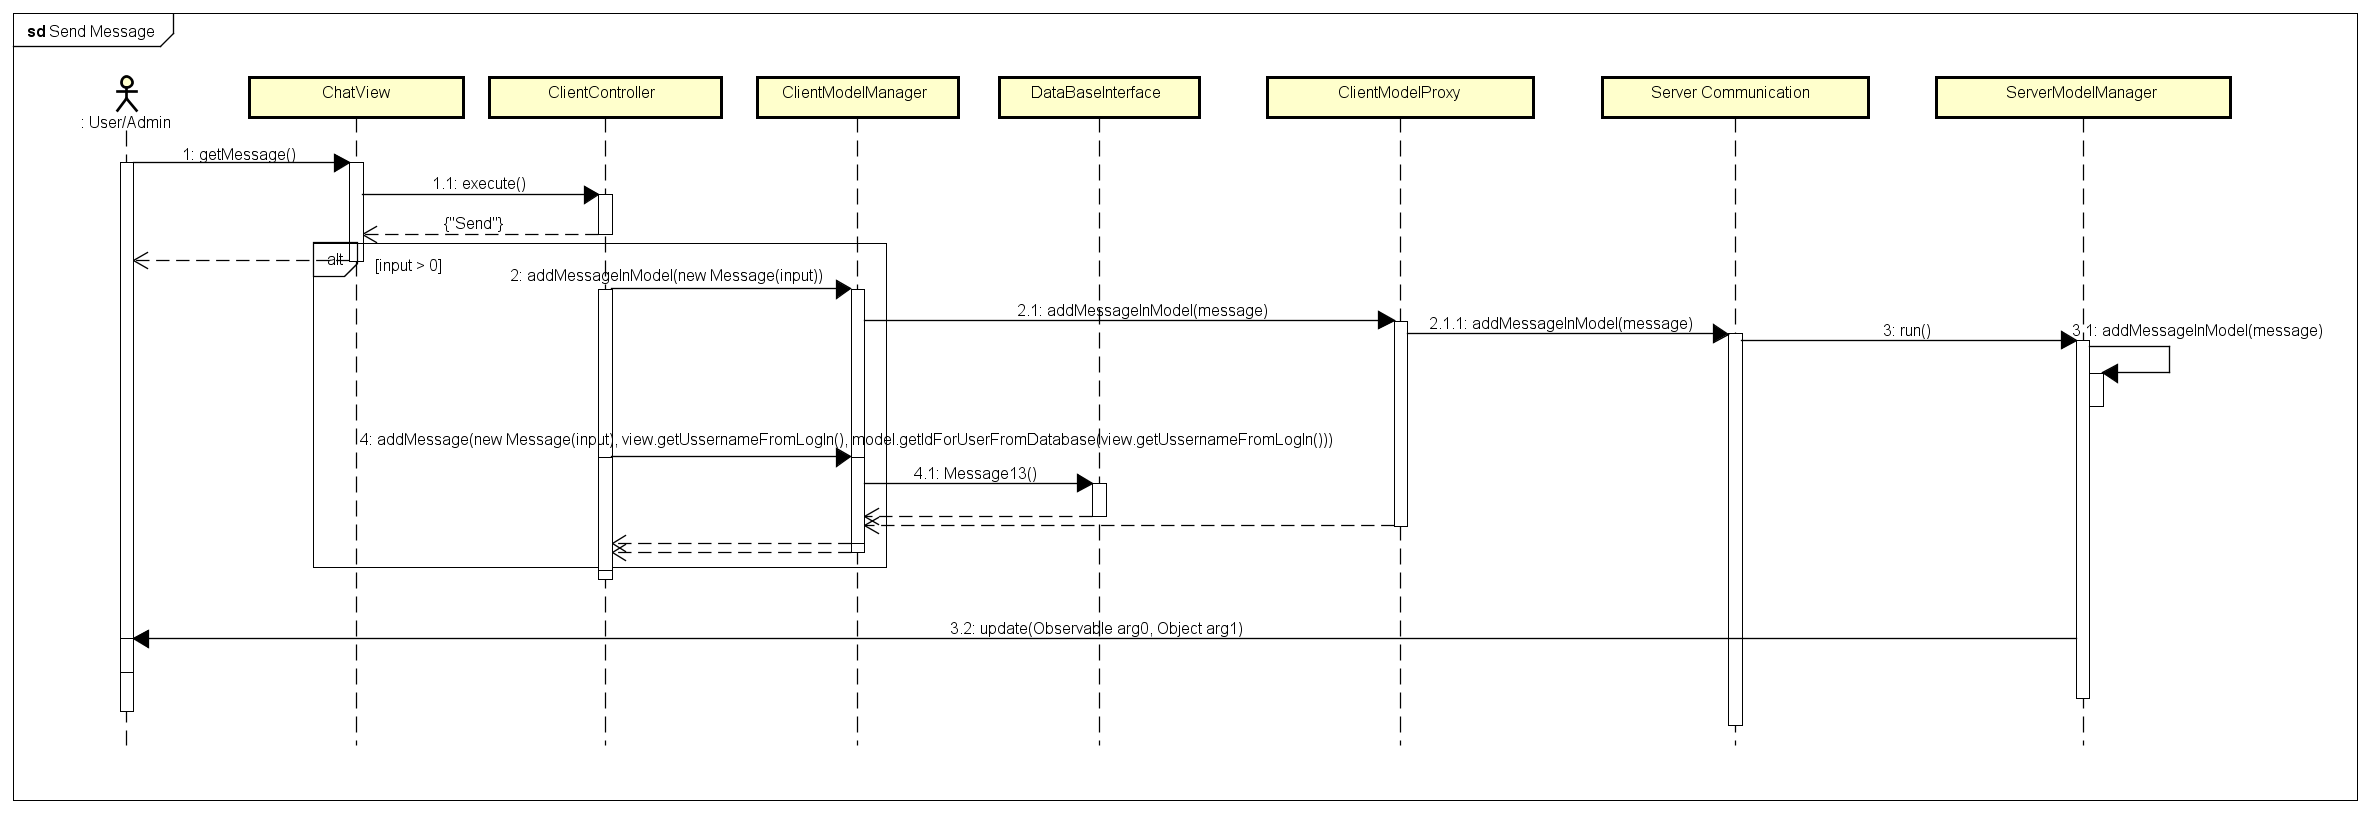 sd Send Message
: User/Admin
ChatView
ClientController
ClientModelManager
DataBaseInterface
ClientModelProxy
Server Communication
ServerModelManager
1: getMessage()
1.1: execute()
{"Send"}
alt
[input > 0]
2: addMessageInModel(new Message(input))
2.1: addMessageInModel(message)
2.1.1: addMessageInModel(message)
3: run()
3.1: addMessageInModel(message)
4: addMessage(new Message(input), view.getUssernameFromLogIn(), model.getIdForUserFromDatabase(view.getUssernameFromLogIn()))
4.1: Message13()
3.2: update(Observable arg0, Object arg1)